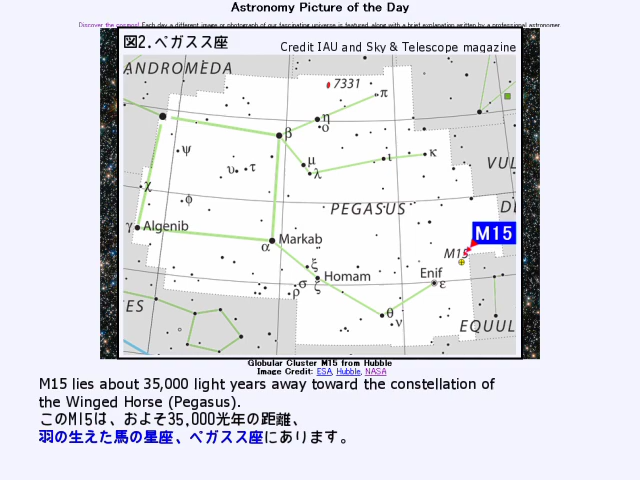 Astronomy Picture of the Day
Discover the cosmos! Each day a different image or photograph of our fascinating universe is featured, along with a brief explanation written by a professional astronomer.
図2.ペガスス座
Credit IAU and Sky & Telescope magazine
ANDROMEDA
7331
π
η
ο
β
ψ
υ
τ
μ
λ
ι
κ
VUL
χ
φ
PEGASUS
DE
γ Algenib
M15
α Markab
M15
ξ
Homam
Enif
σ
ζ
ε
ρ
ES
θ
ν
EQUUL
Globular Cluster M15 from Hubble
Image Credit: ESA, Hubble, NASA
M15 lies about 35,000 light years away toward the constellation of
the Winged Horse (Pegasus).
このM15は、およそ35,000光年の距離、
羽の生えた馬の星座、ペガスス座にあります。